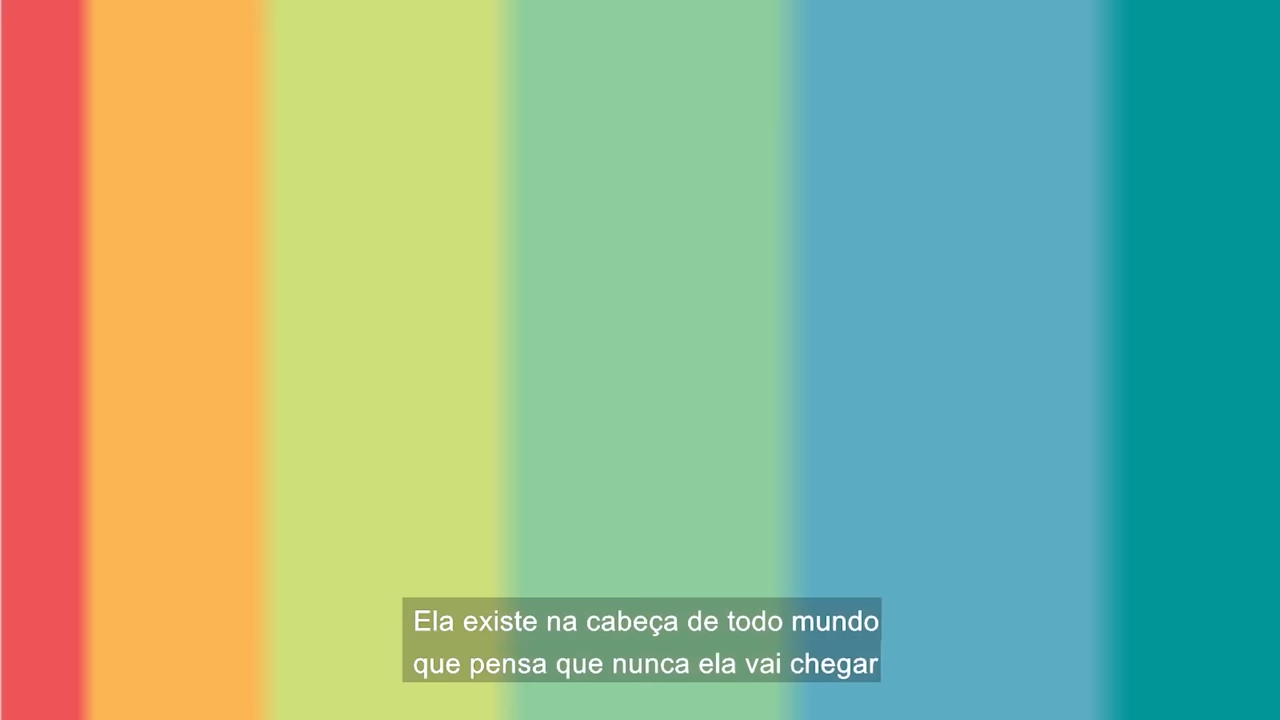 Ela existe na cabeça de todo mundo
que pensa que nunca ela vai chegar